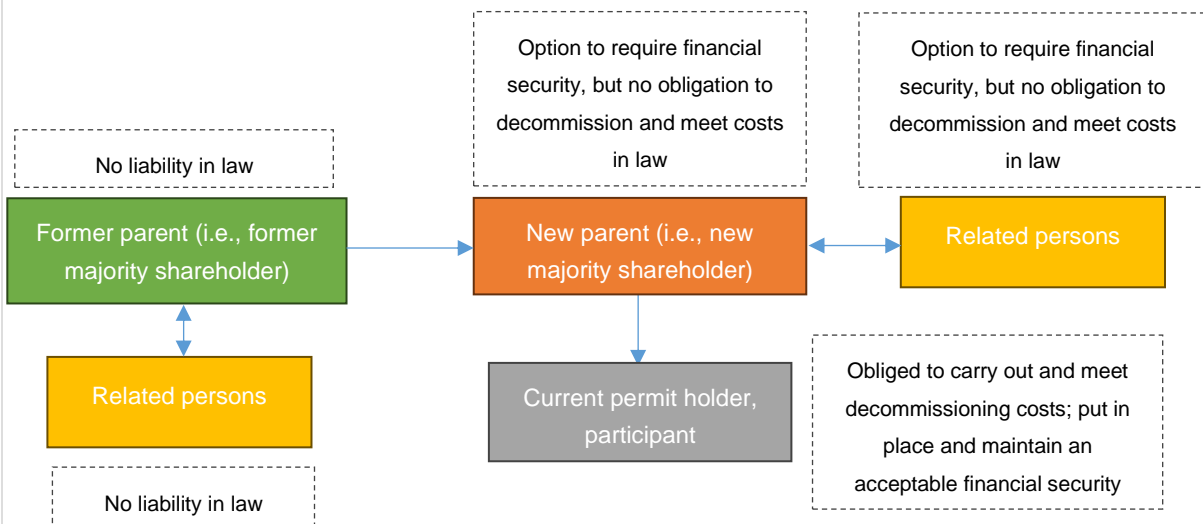 No liability in law
Former parent (i.e., former
majority shareholder)
Related persons
No liability in law
Option to require financial
security, but no obligation to
decommission and meet costs
in law
New parent (i.e., new
majority shareholder)
Current permit holder,
participant
Option to require financial
security, but no obligation to
decommission and meet costs
in law
Related persons
Obliged to carry out and meet
decommissioning costs; put in
place and maintain an
acceptable financial security